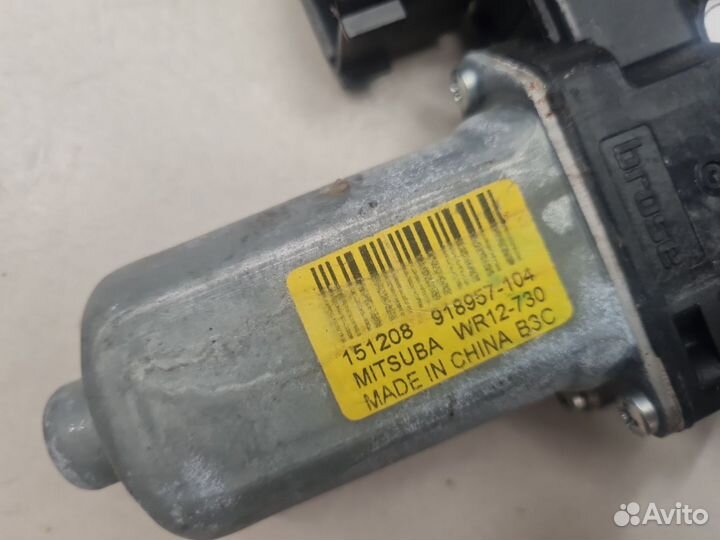 brose
151208 918957-104
MITSUBA WR12-730
MADE IN CHINA B3C
Avito